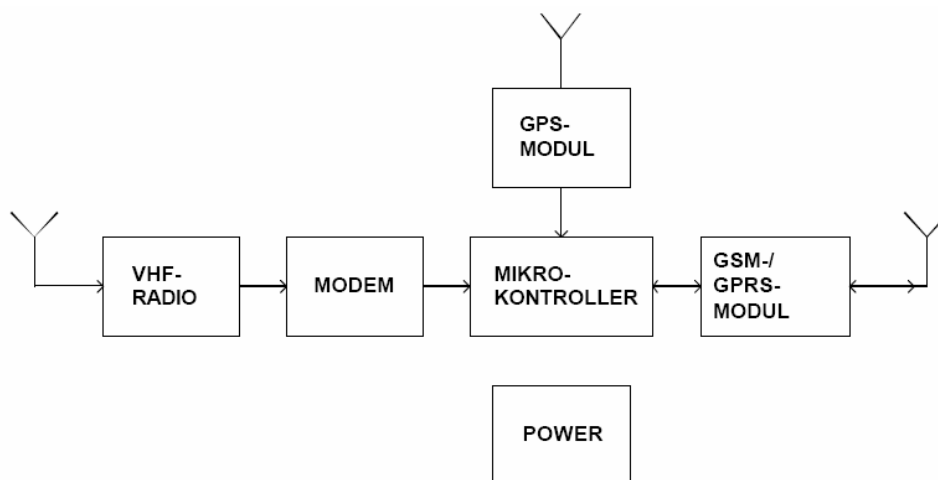 GPS-
MODUL
VHF-
RADIO
MODEM
MIKRO-
KONTROLLER
GSM-/
GPRS-
MODUL
POWER